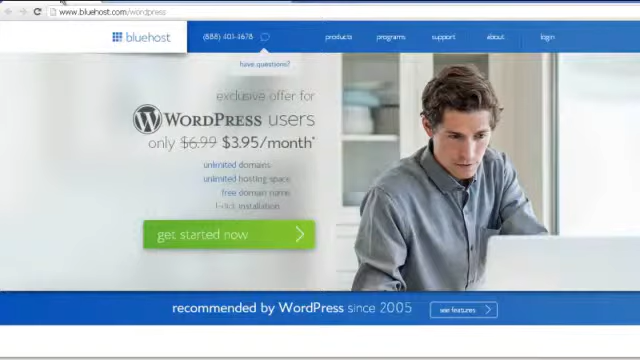 www.bluehost.com/wordpress
bluehost
(888) 401-4678
products
programs
support
about
login
have questions?
exclusive offer for
WORDPRESS users
only $6.99 $3.95/month*
unlimited domains
unlimited hosting space
free domain name
installation
get started now
recommended by WordPress since 2005
see features